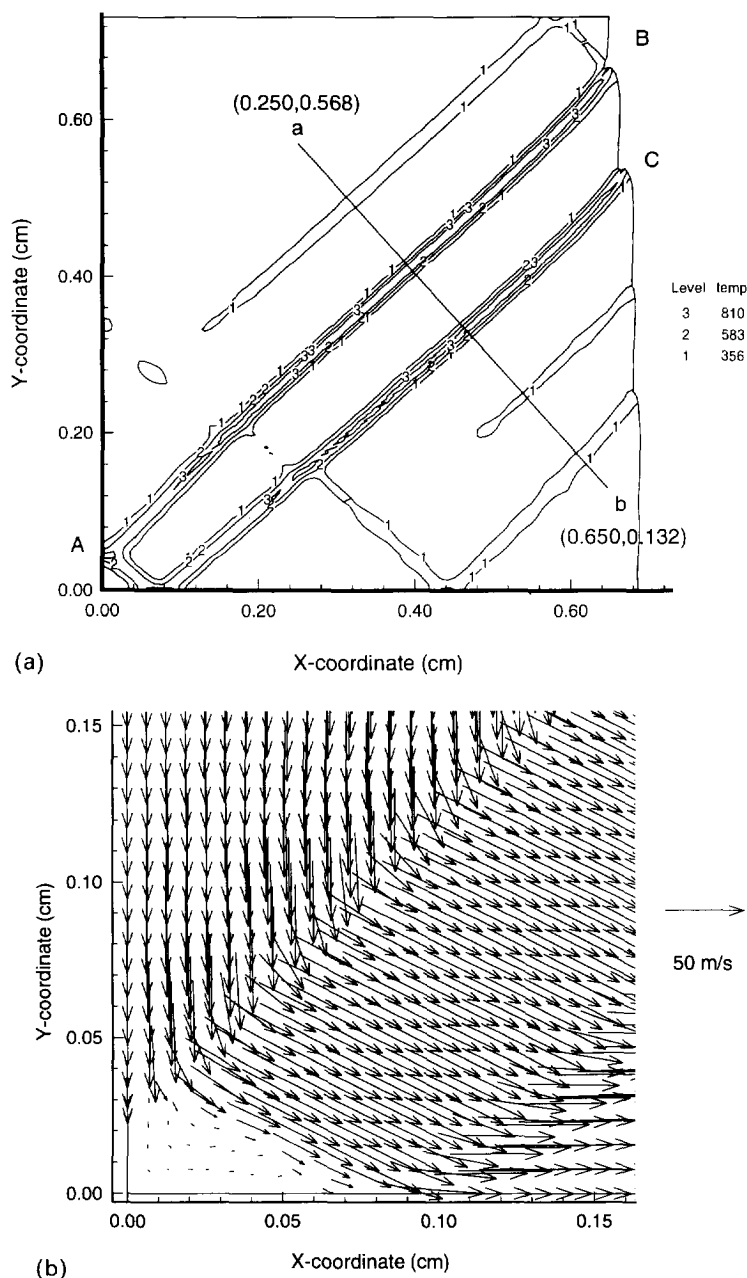 B
(0.250,0.568)
a
C
A
b
(0.650,0.132)
0.60
0.40
0.20
0.00
Y-coordinate (cm)
0.00
0.20
0.40
0.60
X-coordinate (cm)
Level temp
3 810
2 583
1 356
(a)
0.15
0.10
0.05
0.00
Y-coordinate (cm)
50 m/s
0.00
0.05
0.10
0.15
X-coordinate (cm)
(b)